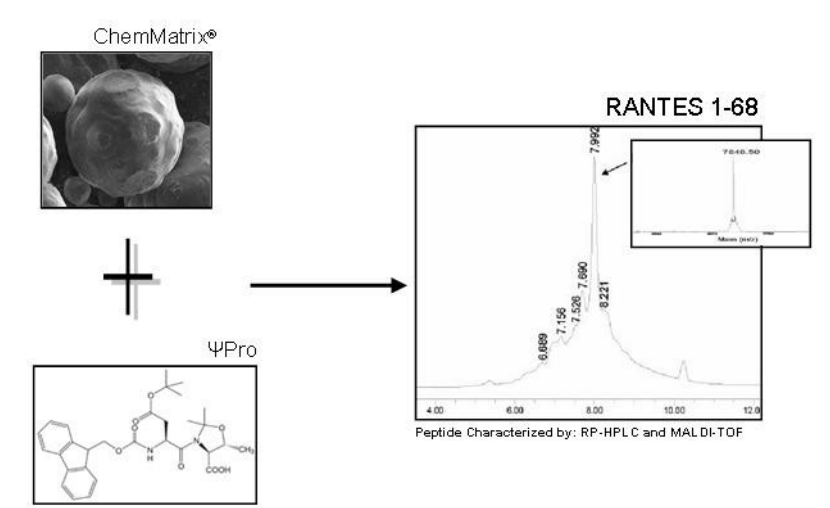 ChemMatrix®
RANTES 1-68
7.992
7848.50
Mass (m/z)
7.690
8.221
7.526
7.156
6.689
ΨPro
4.00 6.00 8.00 10.00 12.0
Peptide Characterized by: RP-HPLC and MALDI-TOF
O
O
O
O
N
H
O
N
O
CH₃
COOH